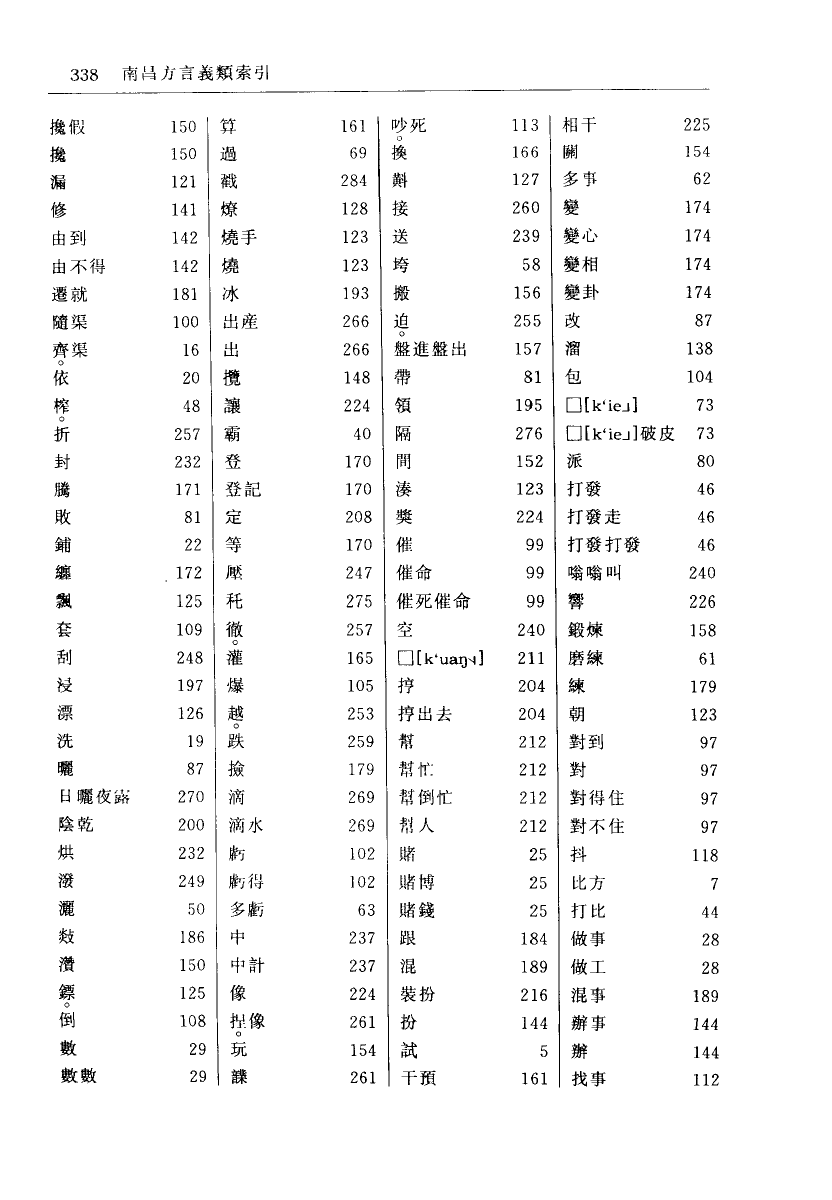 338 南昌方言義類索引
攙假 150
攙 150
漏 121
修 141
由到 142
由不得 142
遷就 181
隨渠 100
齊渠 16
依 20
榨 48
折 257
封 232
騰 171
敗 81
鋪 22
纏 172
飄 125
套 109
刮 248
浸 197
漂 126
洗 19
曬 87
日曬夜露 270
陰乾 200
烘 232
潑 249
灑 50
敨 186
灒 150
鏢 125
倒 108
數 29
數數 29
算 161
過 69
戳 284
燎 128
燒手 123
燒 123
冰 193
出産 266
出 266
攬 148
讓 224
霸 40
登 170
登記 170
定 208
等 170
壓 247
秏 275
徹 257
灌 165
爆 105
越 253
跌 259
撿 179
滴 269
滴水 269
虧 102
虧得 102
多虧 63
中 237
中計 237
像 224
捏像 261
玩 154
諜 261
吵死 113
換 166
斢 127
接 260
送 239
垮 58
搬 156
迫 255
盤進盤出 157
帶 81
領 195
隔 276
間 152
湊 123
獎 224
催 99
催命 99
催死催命 99
空 240
□[kʻuaŋ˧˩] 211
揨 204
揨出去 204
幫 212
幫忙 212
幫倒忙 212
幫人 212
賭 25
賭博 25
賭錢 25
跟 184
混 189
裝扮 216
扮 144
試 5
干預 161
相干 225
關 154
多事 62
變 174
變心 174
變相 174
變卦 174
改 87
溜 138
包 104
□[kʻie˩] 73
□[kʻie˩]破皮 73
派 80
打發 46
打發走 46
打發打發 46
嗡嗡叫 240
響 226
鍛煉 158
磨練 61
練 179
朝 123
對到 97
對 97
對得住 97
對不住 97
抖 118
比方 7
打比 44
做事 28
做工 28
混事 189
辦事 144
辦 144
找事 112